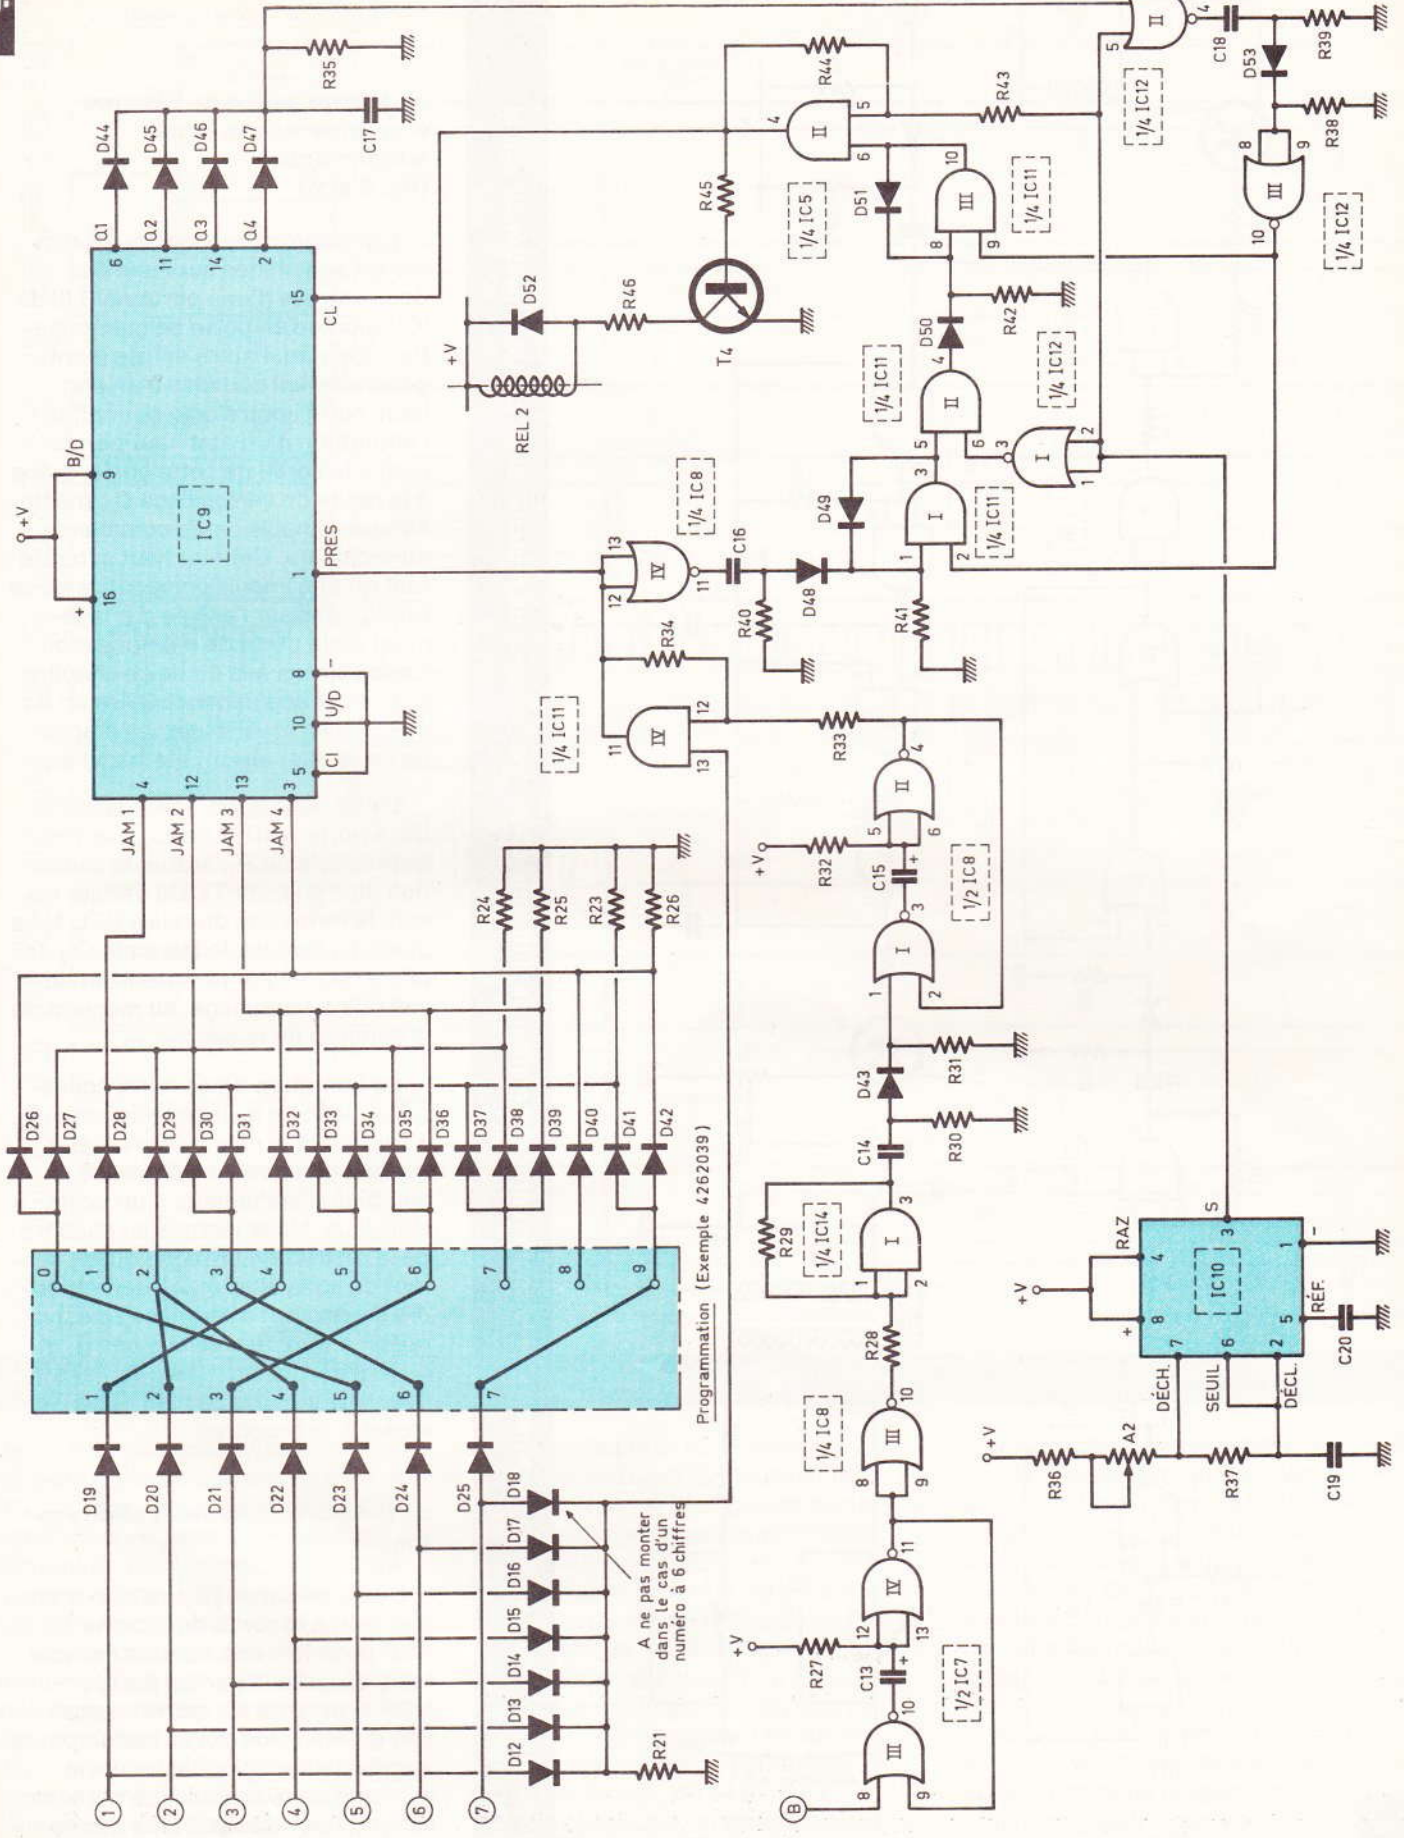 +V
16
+
9
B/D
IC9
6
Q1
11
Q2
14
Q3
2
Q4
15
CL
1
PRES
8
-
10
U/D
5
CI
4
JAM 1
12
JAM 2
13
JAM 3
3
JAM 4
D44
D45
D46
D47
R35
C17
+V
D52
REL 2
R46
T4
R45
R44
R43
II
4
5
6
1/4 IC5
D51
III
10
8
9
1/4 IC11
II
5
4
1/4 IC12
C18
D53
R39
R38
III
8
9
10
1/4 IC12
R42
D50
II
4
5
6
1/4 IC11
I
3
2
1
1/4 IC12
D49
I
3
1
2
1/4 IC11
IV
12
13
11
1/4 IC8
C16
R40
D48
R41
R34
IV
11
12
13
1/4 IC11
R33
II
4
5
6
+V
R32
C15
+
1/2 IC8
I
3
1
2
D43
R31
R30
C14
R29
1/4 IC14
I
3
1
2
R28
III
10
8
9
1/4 IC8
IV
11
12
13
+V
R27
C13
+
1/2 IC7
III
10
8
9
B
R24
R25
R23
R26
D26
D27
D28
D29
D30
D31
D32
D33
D34
D35
D36
D37
D38
D39
D40
D41
D42
0
1
2
3
4
5
6
7
8
9
1
2
3
4
5
6
7
Programmation (Exemple 4262039)
D19
D20
D21
D22
D23
D24
D25
D12
D13
D14
D15
D16
D17
D18
R21
A ne pas monter
dans le cas d'un
numéro à 6 chiffres
1
2
3
4
5
6
7
+V
RAZ
4
8
+
IC10
S
3
1
-
5
RÉF.
C20
7
DÉCH.
6
SEUIL
2
DÉCL.
+V
R36
A2
R37
C19